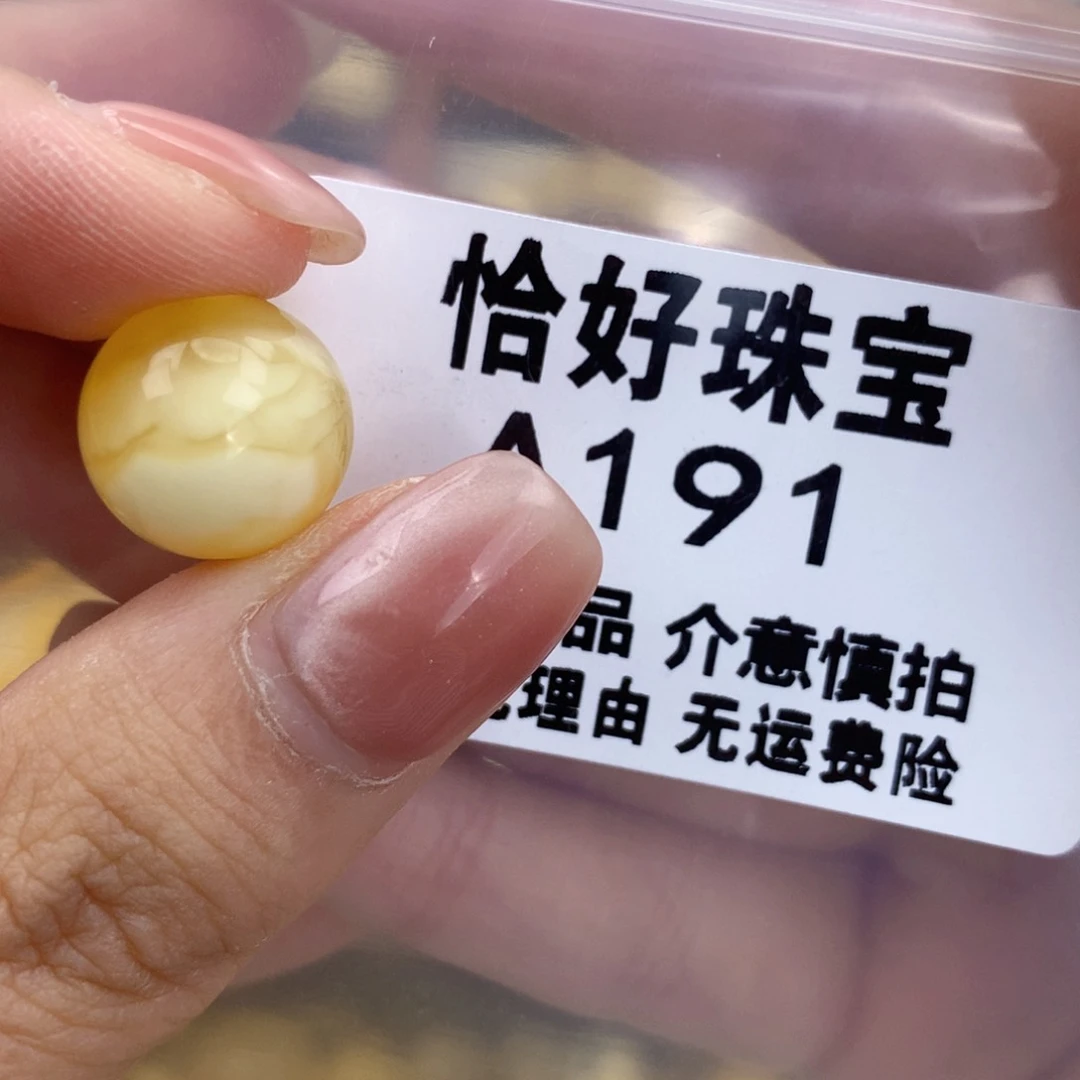 恰好珠宝
A191
品 介意慎拍
理由 无运费险